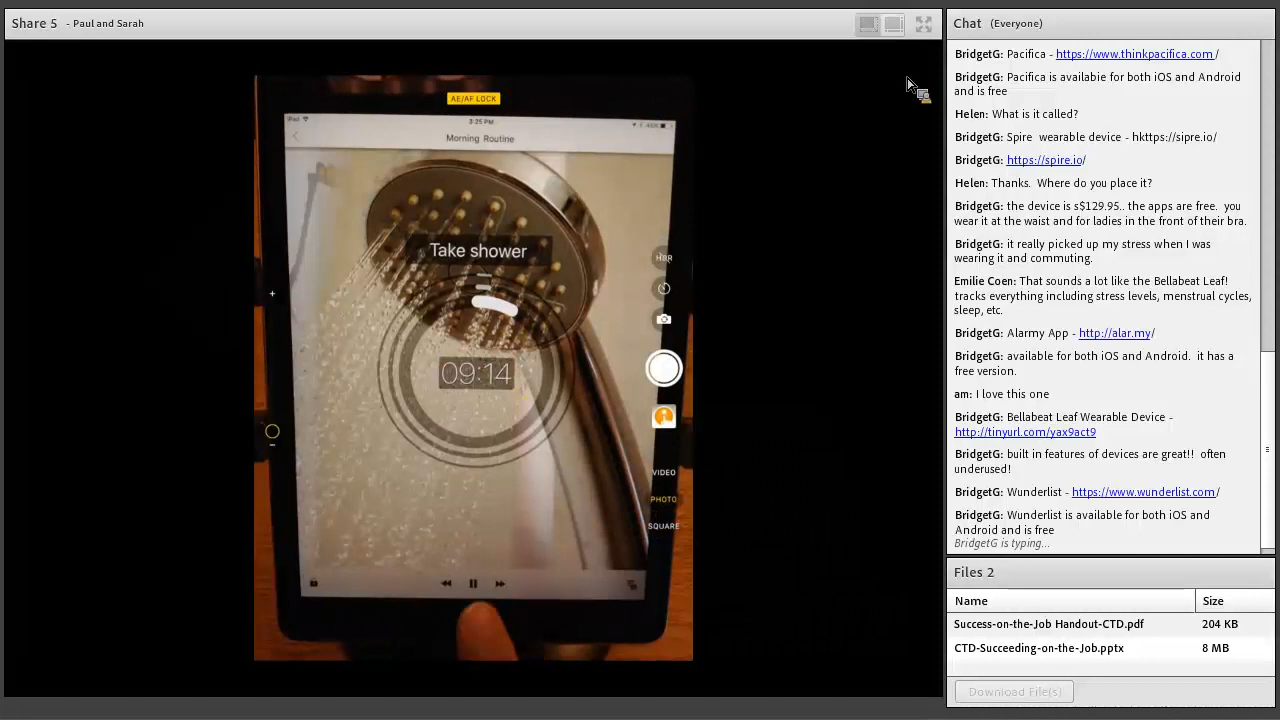 Share 5 - Paul and Sarah
AE/AF LOCK
iPad
3:25 PM
Morning Routine
Take shower
09:14
HDR
VIDEO
PHOTO
SQUARE
Chat (Everyone)
BridgetG: Pacifica - https://www.thinkpacifica.com/
BridgetG: Pacifica is available for both iOS and Android
and is free
Helen: What is it called?
BridgetG: Spire wearable device - hkttps://sipre.io/
BridgetG: https://spire.io/
Helen: Thanks. Where do you place it?
BridgetG: the device is s$129.95.. the apps are free. you
wear it at the waist and for ladies in the front of their bra.
BridgetG: it really picked up my stress when I was
wearing it and commuting.
Emilie Coen: That sounds a lot like the Bellabeat Leaf!
tracks everything including stress levels, menstrual cycles,
sleep, etc.
BridgetG: Alarmy App - http://alar.my/
BridgetG: available for both iOS and Android. it has a
free version.
am: I love this one
BridgetG: Bellabeat Leaf Werable Device -
http://tinyurl.com/yax9act9
BridgetG: built in features of devices are great!! often
underused!
BridgetG: Wunderlist - https://www.wunderlist.com/
BridgetG: Wunderlist is available for both iOS and
Android and is free
BridgetG is typing...
Files 2
Name Size
Success-on-the-Job Handout-CTD.pdf 204 KB
CTD-Succeeding-on-the-Job.pptx 8 MB
Download File(s)